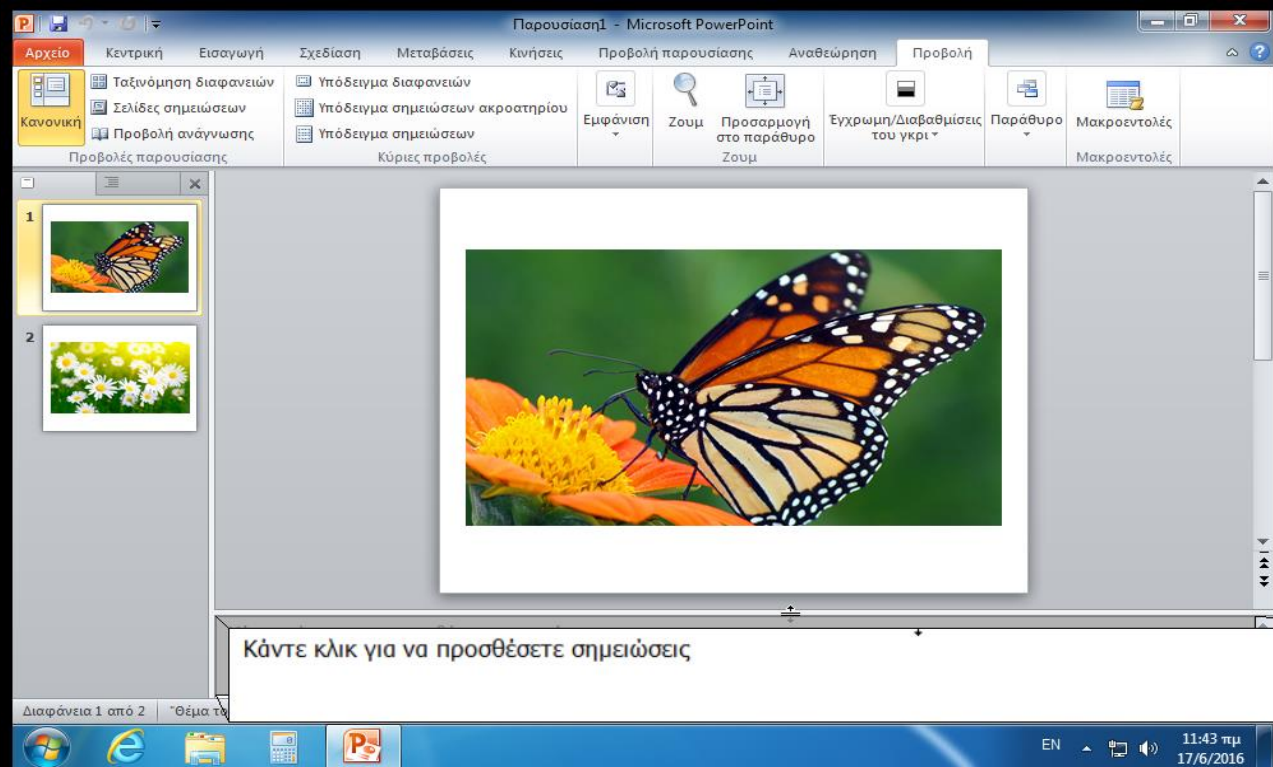 Παρουσίαση1 - Microsoft PowerPoint
Αρχείο Κεντρική Εισαγωγή Σχεδίαση Μεταβάσεις Κινήσεις Προβολή παρουσίασης Αναθεώρηση Προβολή
Κανονική
Ταξινόμηση διαφανειών
Σελίδες σημειώσεων
Προβολή ανάγνωσης
Προβολές παρουσίασης
Υπόδειγμα διαφανειών
Υπόδειγμα σημειώσεων ακροατηρίου
Υπόδειγμα σημειώσεων
Κύριες προβολές
Εμφάνιση
Ζουμ
Προσαρμογή
στο παράθυρο
Ζουμ
Έγχρωμη/Διαβαθμίσεις
του γκρι
Παράθυρο
Μακροεντολές
Μακροεντολές
1
2
Κάντε κλικ για να προσθέσετε σημειώσεις
Διαφάνεια 1 από 2 "Θέμα
EN
11:43 πμ
17/6/2016